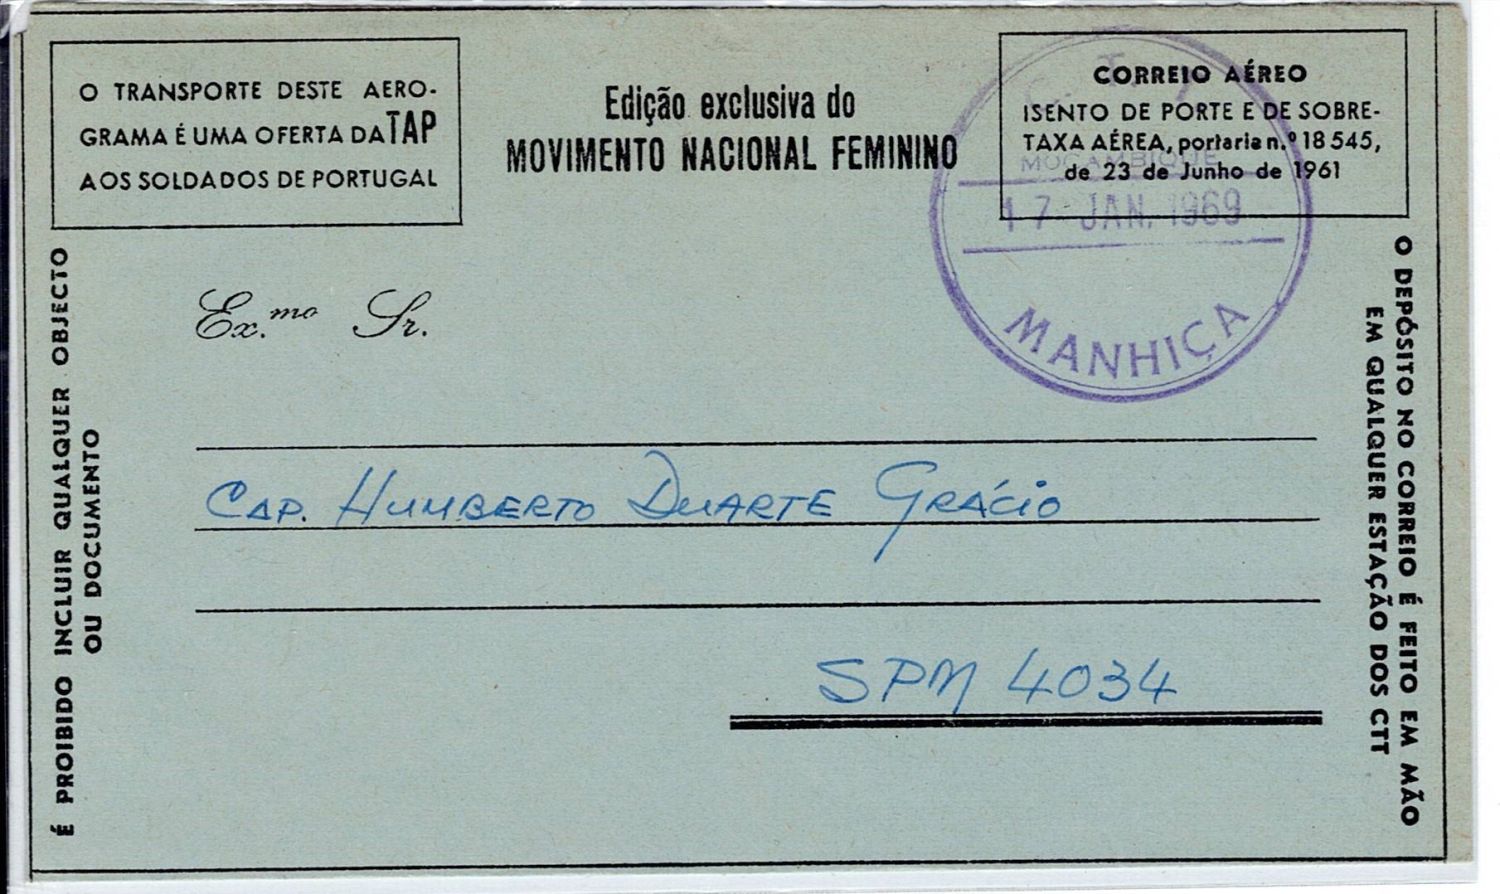 O TRANSPORTE DESTE AERO-
GRAMA É UMA OFERTA DA TAP
AOS SOLDADOS DE PORTUGAL
Edição exclusiva do
MOVIMENTO NACIONAL FEMININO
CORREIO AÉREO
ISENTO DE PORTE E DE SOBRE-
TAXA AÉREA, portaria n.º 18 545,
de 23 de Junho de 1961
MOÇAMBIQUE
17 JAN. 1969
MANHIÇA
É PROIBIDO INCLUIR QUALQUER OBJECTO
OU DOCUMENTO
Ex.mo Sr.
CAP. HUMBERTO DUARTE GRÁCIO
SPM 4034
O DEPÓSITO NO CORREIO É FEITO EM MÃO
EM QUALQUER ESTAÇÃO DOS CTT